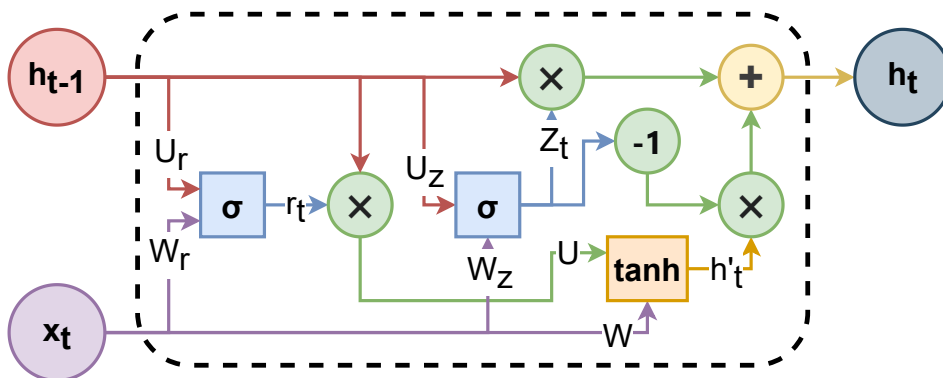 h_{t-1}
×
+
h_t
U_r
U_z
Z_t
-1
σ
r_t
×
σ
×
W_r
W_z
U
tanh
h'_t
x_t
W